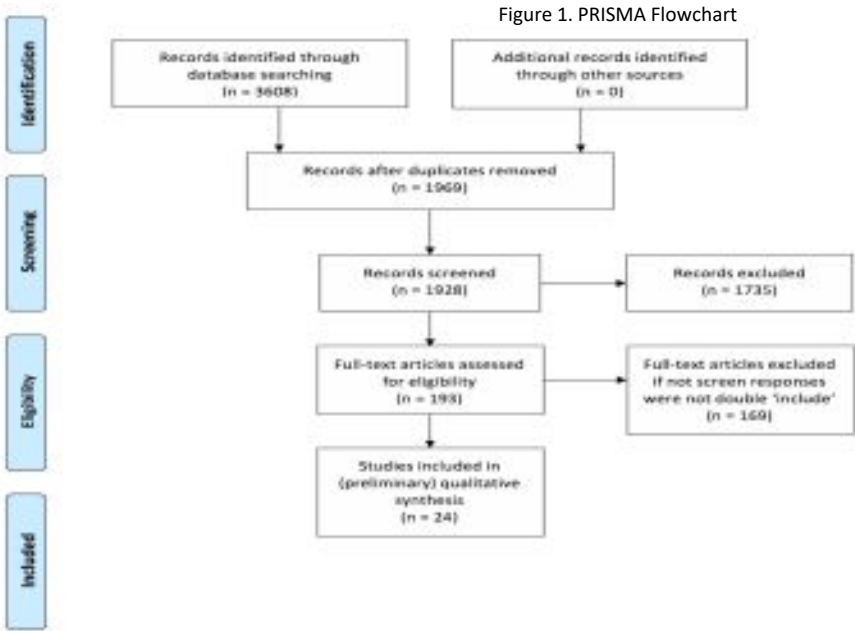 Figure 1. PRISMA Flowchart
Identification
Records identified through
database searching
(n = 3608)
Additional records identified
through other sources
(n = 0)
Records after duplicates removed
(n = 1969)
Screening
Records screened
(n = 1928)
Records excluded
(n = 1735)
Eligibility
Full-text articles assessed
for eligibility
(n = 193)
Full-text articles excluded
if not screen responses
were not double 'include'
(n = 169)
Studies included in
(preliminary) qualitative
synthesis
(n = 24)
Included